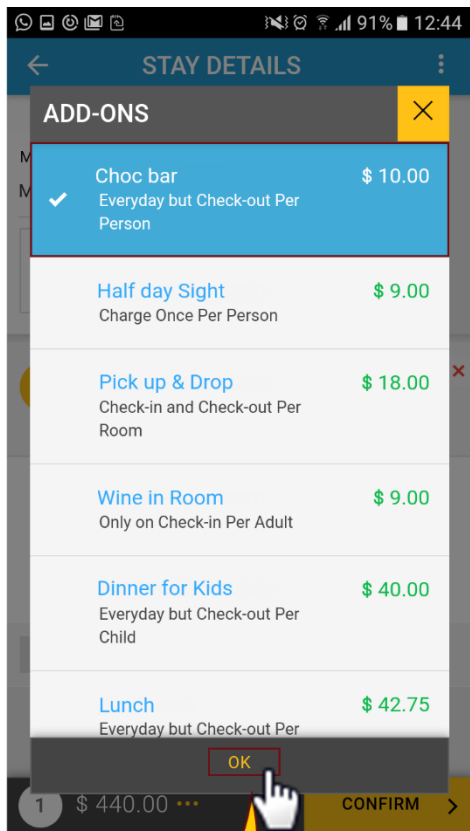 91% 12:44
STAY DETAILS
ADD-ONS
M
M
Choc bar $ 10.00
Everyday but Check-out Per
Person
Half day Sight $ 9.00
Charge Once Per Person
Pick up & Drop $ 18.00
Check-in and Check-out Per
Room
Wine in Room $ 9.00
Only on Check-in Per Adult
Dinner for Kids $ 40.00
Everyday but Check-out Per
Child
Lunch $ 42.75
Everyday but Check-out Per
OK
1 $ 440.00 ••• CONFIRM